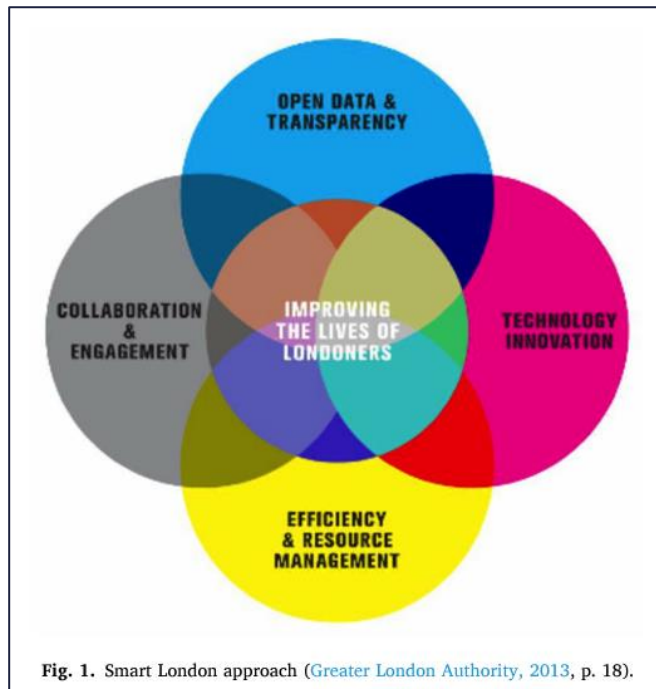 OPEN DATA &
TRANSPARENCY
COLLABORATION
&
ENGAGEMENT
IMPROVING
THE LIVES OF
LONDONERS
TECHNOLOGY
INNOVATION
EFFICIENCY
& RESOURCE
MANAGEMENT
Fig. 1. Smart London approach (Greater London Authority, 2013, p. 18).